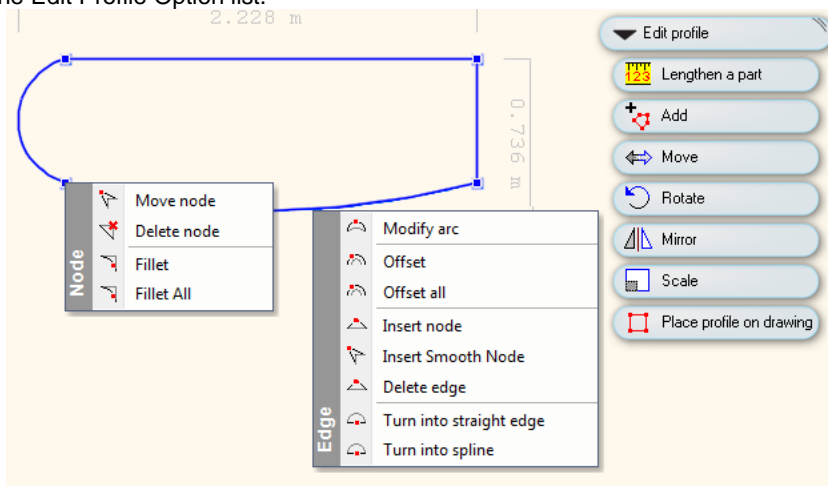 he Edit Profile Option list.
2.228 m
0.736 m
Edit profile
Lengthen a part
123
Add
Move
Rotate
Mirror
Scale
Place profile on drawing
Node
Move node
Delete node
Fillet
Fillet All
Edge
Modify arc
Offset
Offset all
Insert node
Insert Smooth Node
Delete edge
Turn into straight edge
Turn into spline